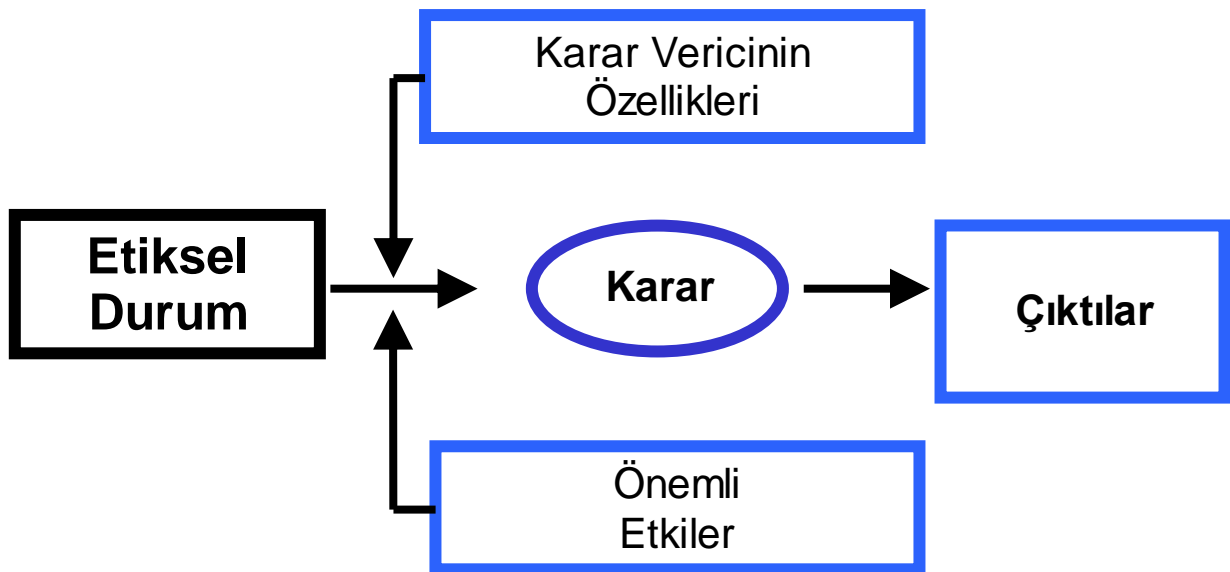 Karar Vericinin
Özellikleri
Etiksel
Durum
Karar
Çıktılar
Önemli
Etkiler